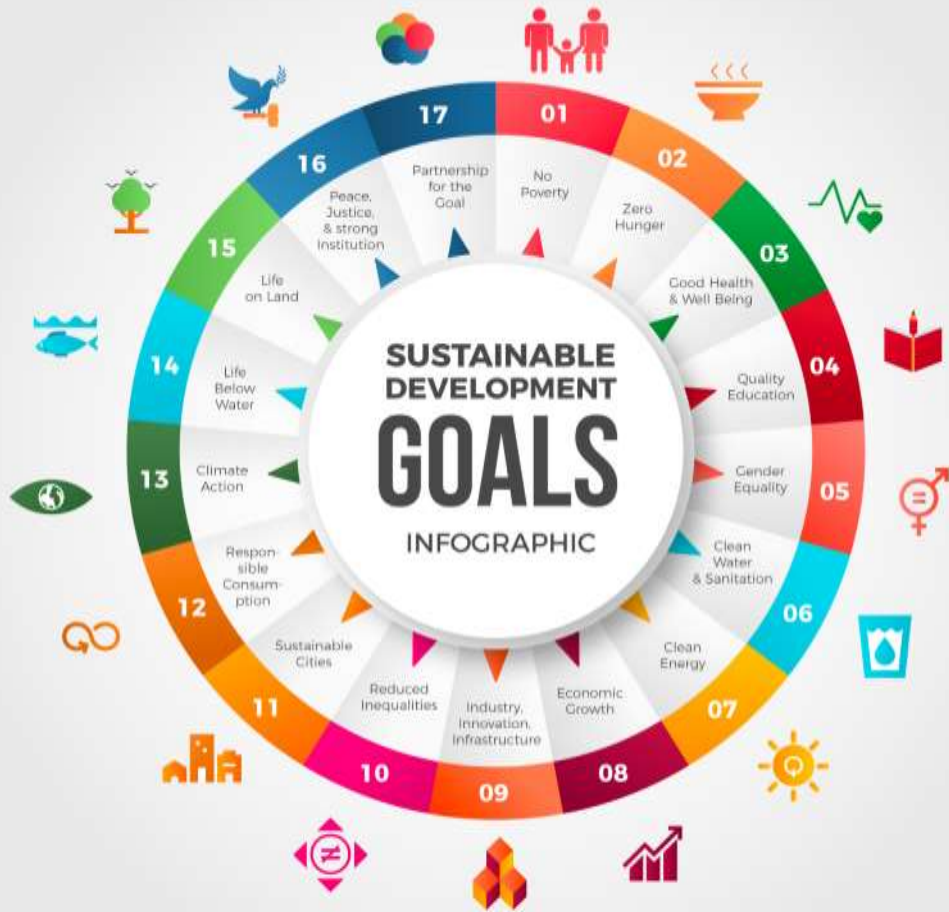 SUSTAINABLE
DEVELOPMENT
GOALS
INFOGRAPHIC
01
No
Poverty
02
Zero
Hunger
03
Good Health
& Well Being
04
Quality
Education
05
Gender
Equality
06
Clean
Water
& Sanitation
07
Clean
Energy
08
Economic
Growth
09
Industry,
Innovation,
Infrastructure
10
Reduced
Inequalities
11
Sustainable
Cities
12
Respon-
sible
Consum-
ption
13
Climate
Action
14
Life
Below
Water
15
Life
on Land
16
Peace,
Justice,
& strong
Institution
17
Partnership
for the
Goal